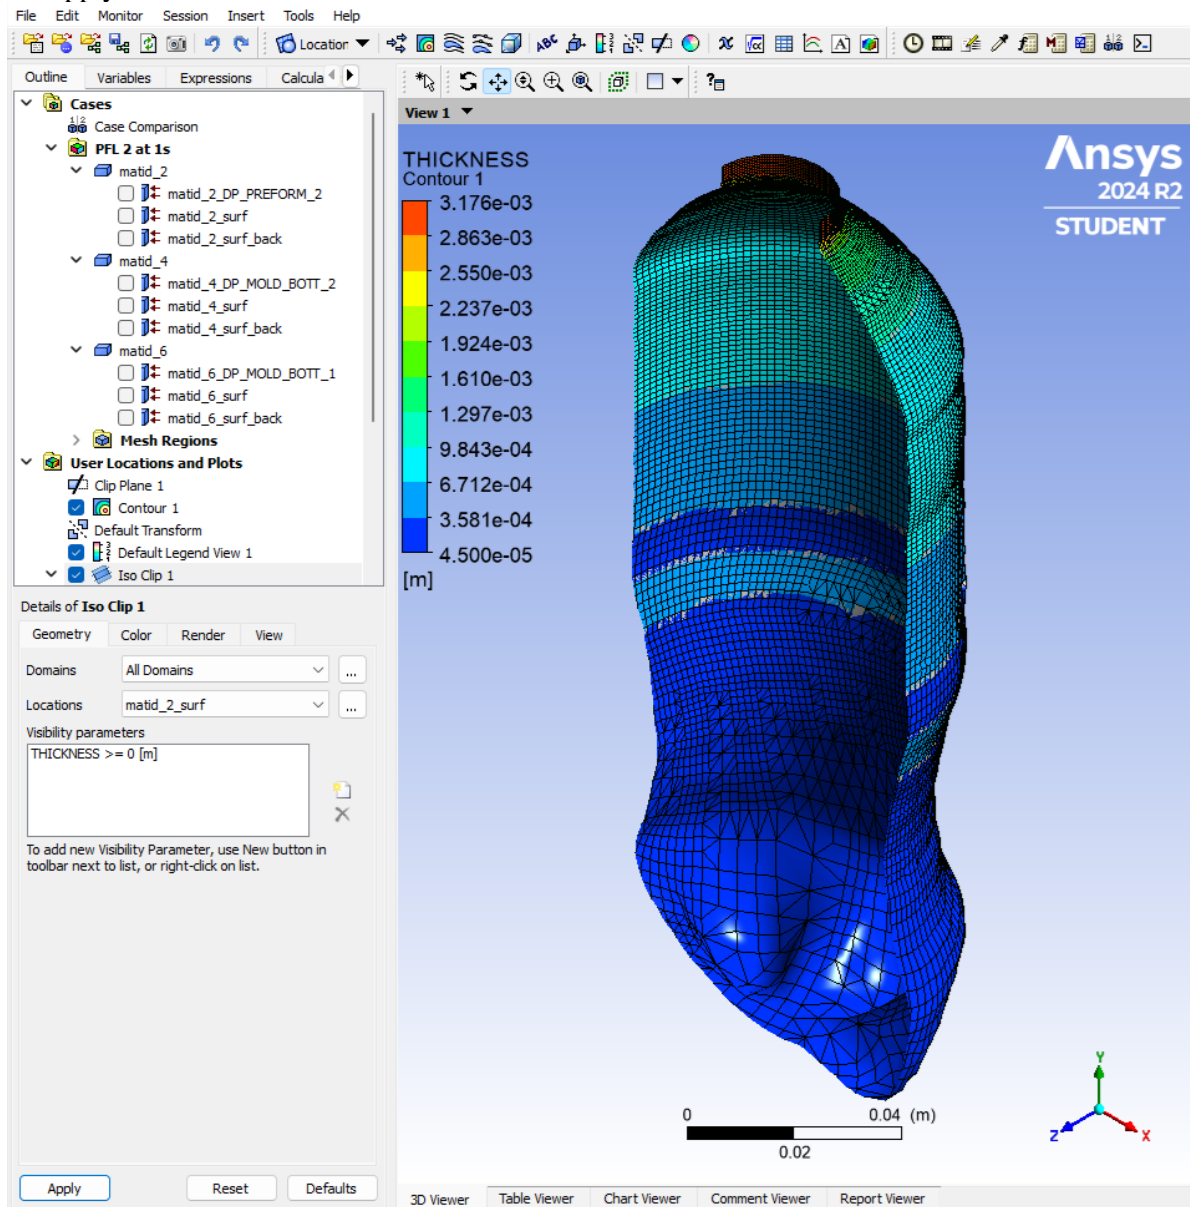 File Edit Monitor Session Insert Tools Help
Location
Outline Variables Expressions Calcula
Cases
Case Comparison
PFL 2 at 1s
matid_2
matid_2_DP_PREFORM_2
matid_2_surf
matid_2_surf_back
matid_4
matid_4_DP_MOLD_BOTT_2
matid_4_surf
matid_4_surf_back
matid_6
matid_6_DP_MOLD_BOTT_1
matid_6_surf
matid_6_surf_back
Mesh Regions
User Locations and Plots
Clip Plane 1
Contour 1
Default Transform
Default Legend View 1
Iso Clip 1
Details of Iso Clip 1
Geometry Color Render View
Domains All Domains ...
Locations matid_2_surf ...
Visibility parameters
THICKNESS >= 0 [m]
To add new Visibility Parameter, use New button in
toolbar next to list, or right-click on list.
Apply Reset Defaults
View 1
THICKNESS
Contour 1
3.176e-03
2.863e-03
2.550e-03
2.237e-03
1.924e-03
1.610e-03
1.297e-03
9.843e-04
6.712e-04
3.581e-04
4.500e-05
[m]
Ansys
2024 R2
STUDENT
0 0.04 (m)
0.02
Y
Z X
3D Viewer Table Viewer Chart Viewer Comment Viewer Report Viewer